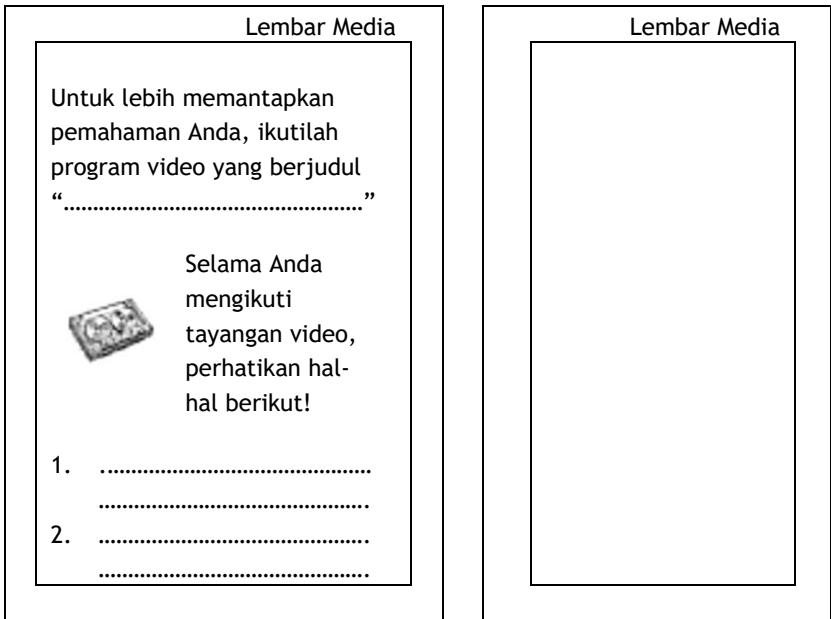 Lembar Media
Untuk lebih memantapkan
pemahaman Anda, ikutilah
program video yang berjudul
“……………………………………………”
Selama Anda
mengikuti
tayangan video,
perhatikan hal-
hal berikut!
1. .………………………………………
……………………………………….
2. ……………………………………….
……………………………………….
Lembar Media